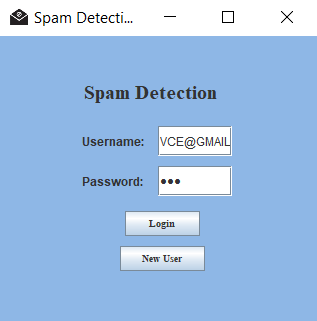 Spam Detecti...
Spam Detection
Username: VCE@GMAIL
Password: •••
Login
New User